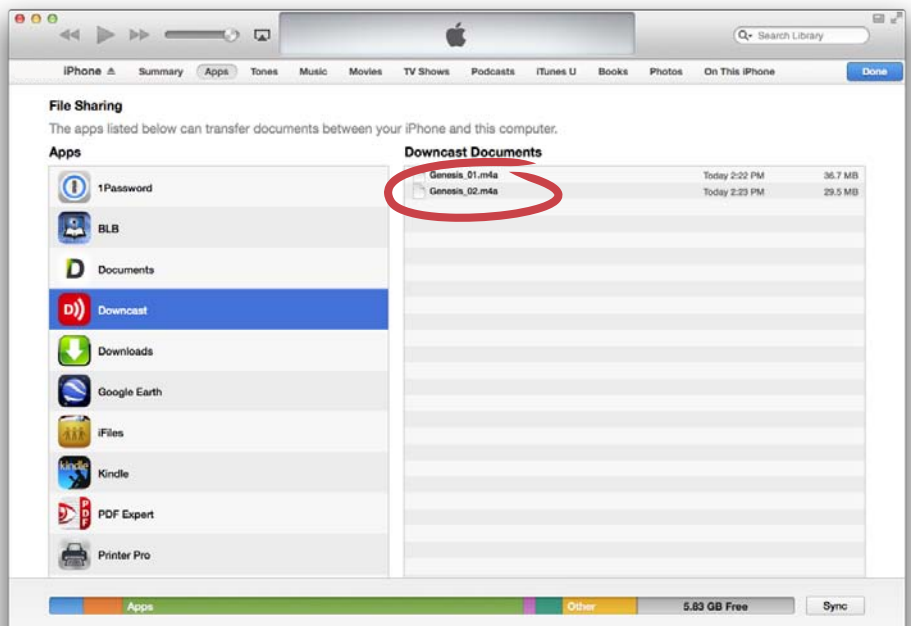 Search Library
iPhone Summary Apps Tones Music Movies TV Shows Podcasts iTunes U Books Photos On This iPhone Done
File Sharing
The apps listed below can transfer documents between your iPhone and this computer.
Apps
Downcast Documents
1Password
BLB
Documents
D)) Downcast
Downloads
Google Earth
iFiles
kindle Kindle
PDF PDF Expert
Printer Pro
Genesis_01.m4a Today 2:22 PM 36.7 MB
Genesis_02.m4a Today 2:23 PM 29.5 MB
Apps Other 5.83 GB Free Sync